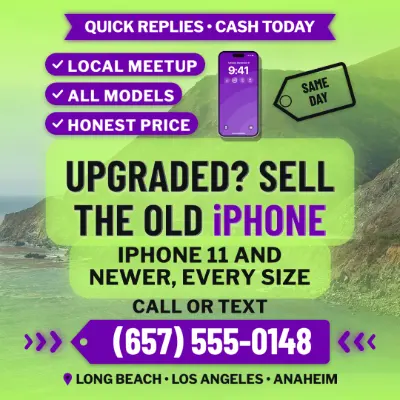 QUICK REPLIES • CASH TODAY
LOCAL MEETUP
ALL MODELS
HONEST PRICE
9:41
SAME
DAY
UPGRADED? SELL
THE OLD iPHONE
IPHONE 11 AND
NEWER, EVERY SIZE
CALL OR TEXT
(657) 555-0148
LONG BEACH • LOS ANGELES • ANAHEIM